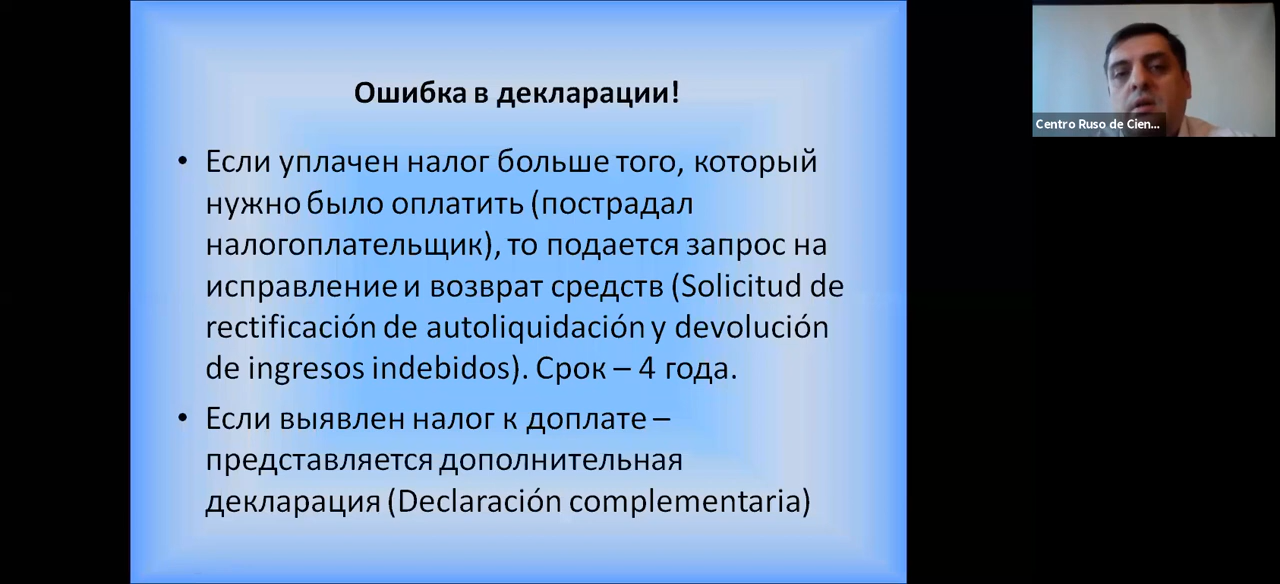 Ошибка в декларации!
• Если уплачен налог больше того, который
нужно было оплатить (пострадал
налогоплательщик), то подается запрос на
исправление и возврат средств (Solicitud de
rectificación de autoliquidación y devolución
de ingresos indebidos). Срок – 4 года.
• Если выявлен налог к доплате –
представляется дополнительная
декларация (Declaración complementaria)
Centro Ruso de Cien...